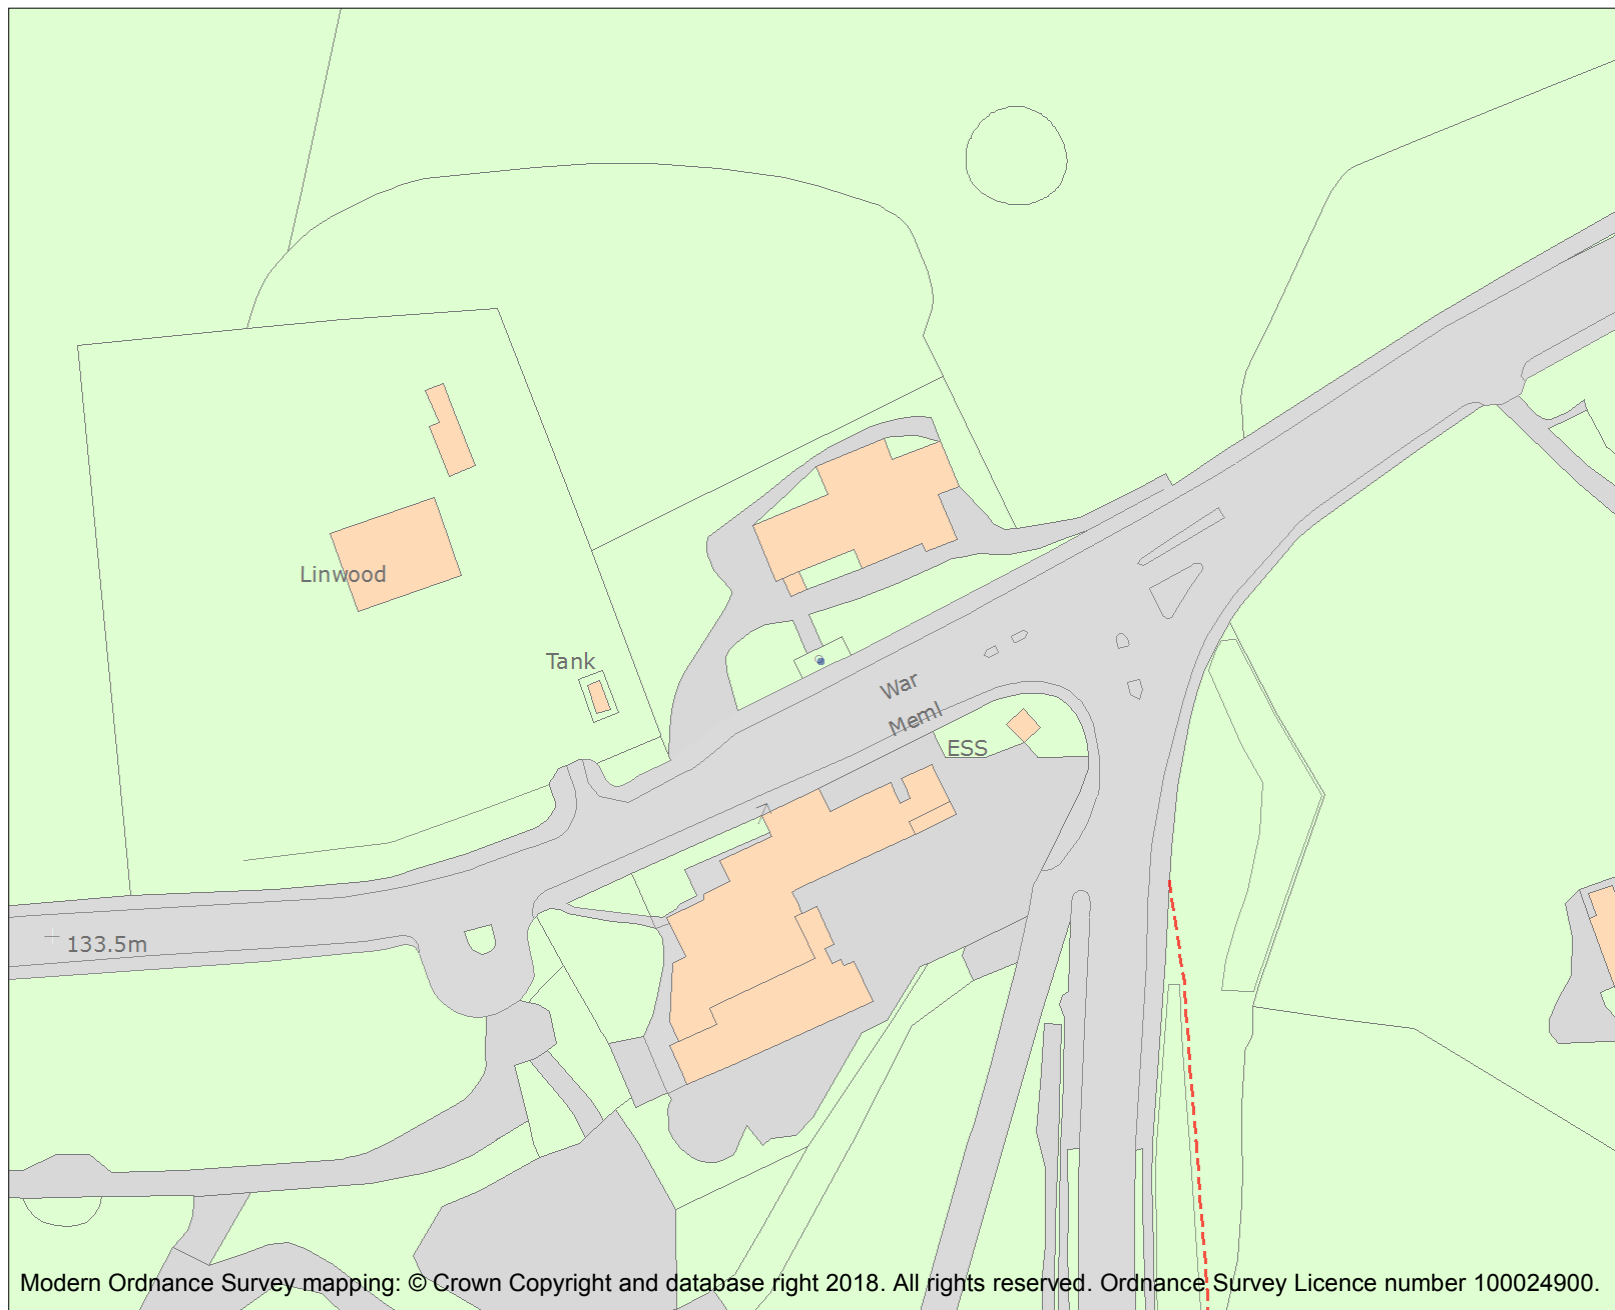 Linwood
Tank
War
Meml
ESS
133.5m
Modern Ordnance Survey mapping: © Crown Copyright and database right 2018. All rights reserved. Ordnance Survey Licence number 100024900.